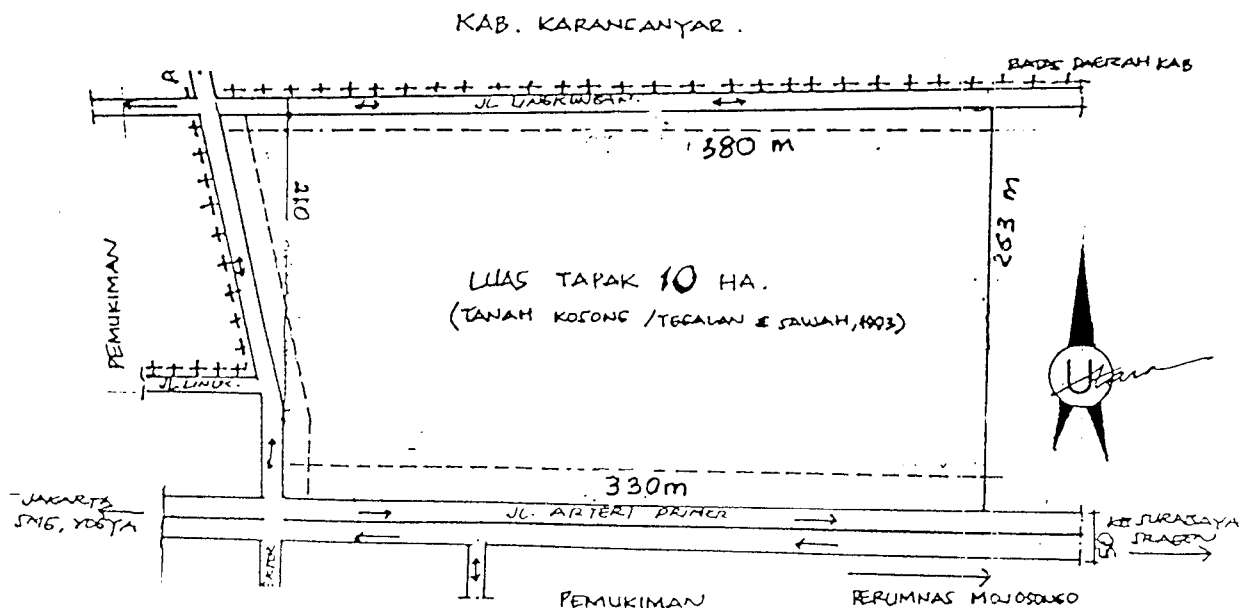 KAB. KARANGANYAR.
BATAS DAERAH KAB
JL LINGKUNGAN.
380 m
260
263 m
PEMUKIMAN
LUAS TAPAK 10 HA.
(TANAH KOSONG / TEGALAN & SAWAH, 1993)
U
JL. LINGK.
330m
JAKARTA
SMG, YOGYA
JL. ARTERI PRIMER
KE SURABAYA
SRAGEN
50
PEMUKIMAN
PERUMNAS MOJOSONGO